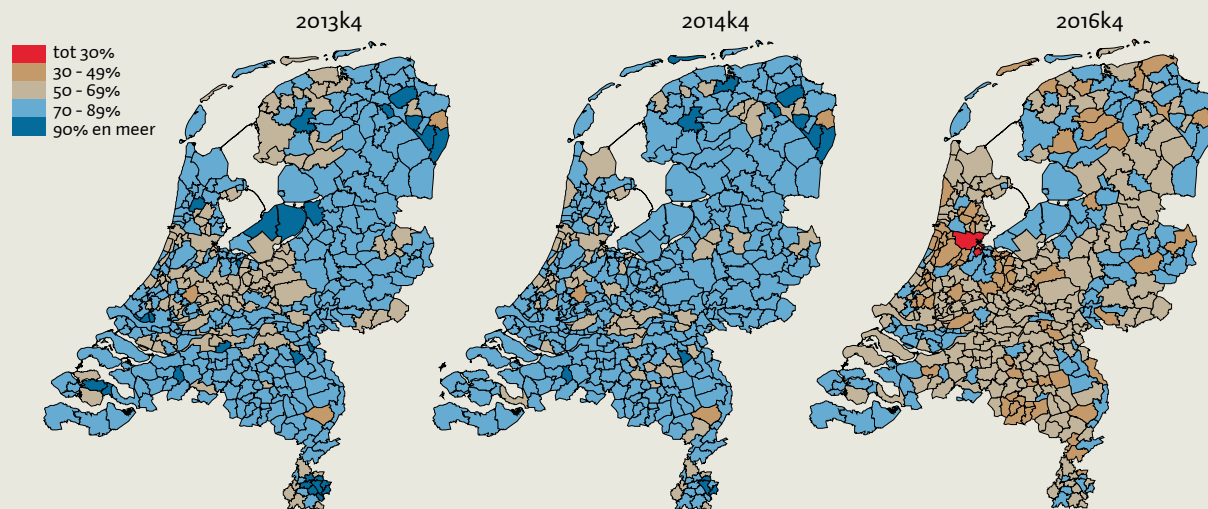 2013k4
2014k4
2016k4
tot 30%
30 - 49%
50 - 69%
70 - 89%
90% en meer